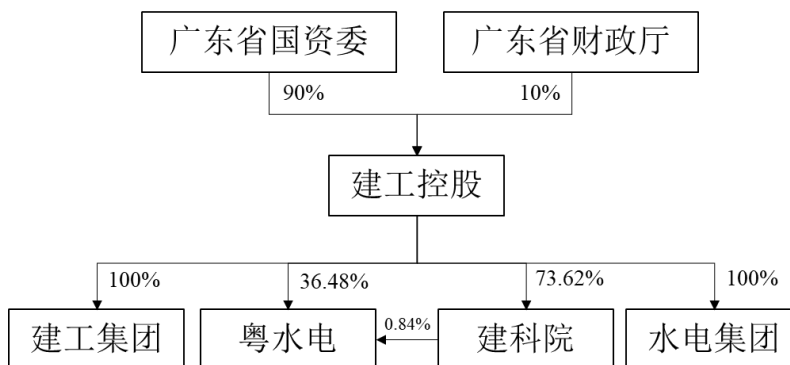 广东省国资委
广东省财政厅
90%
10%
建工控股
100%
36.48%
73.62%
100%
建工集团
粤水电
0.84%
建科院
水电集团